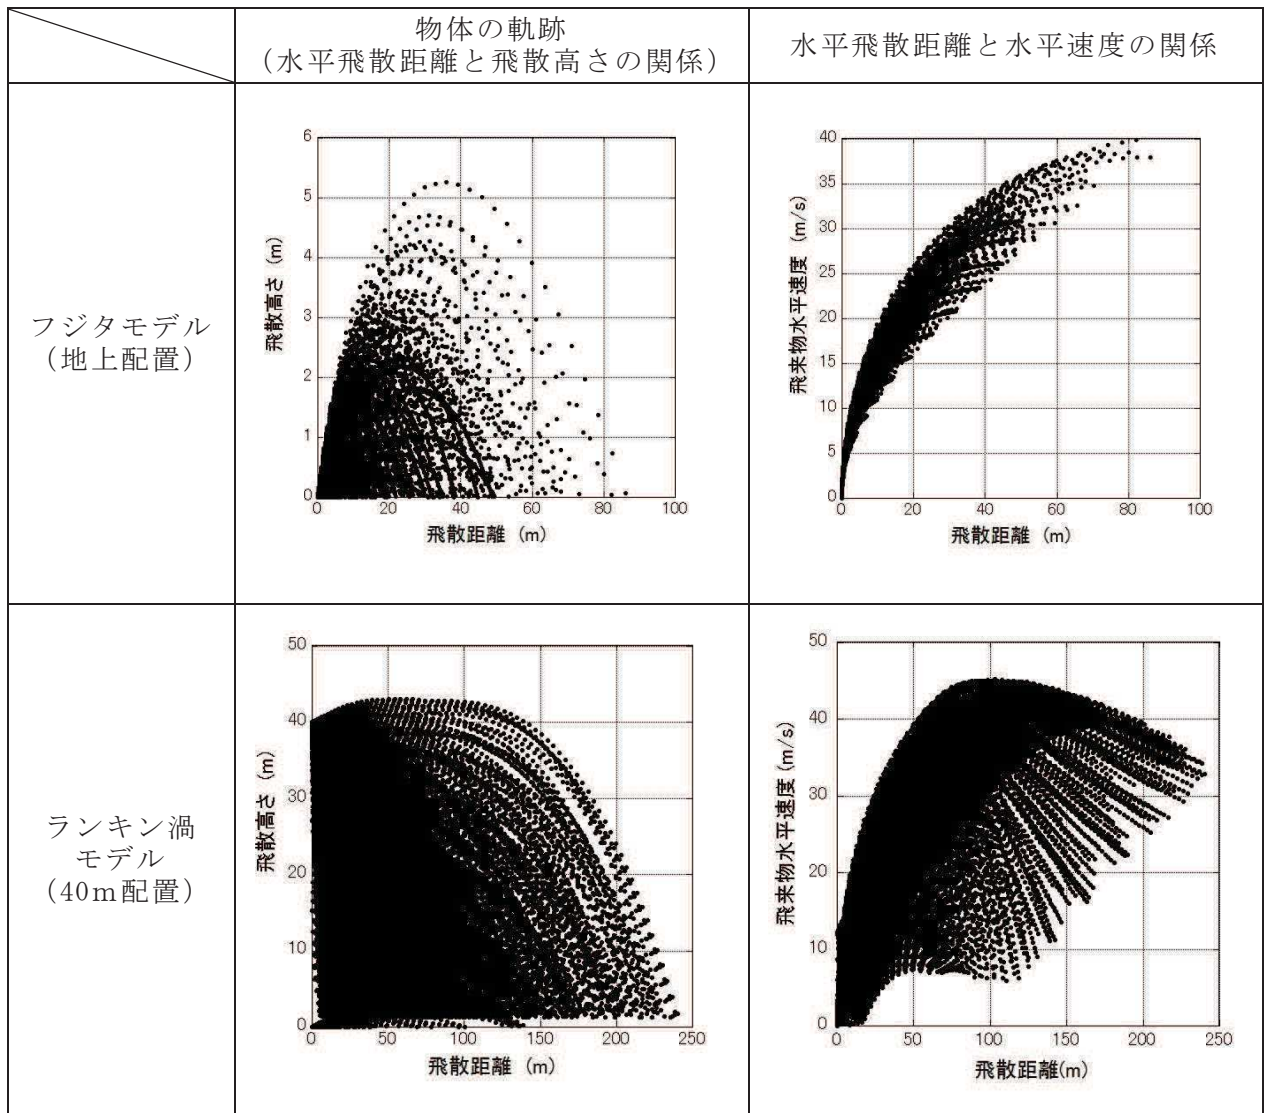 物体の軌跡
（水平飛散距離と飛散高さの関係）
水平飛散距離と水平速度の関係
フジタモデル
（地上配置）
6
5
4
3
2
1
0
飛散高さ (m)
0 20 40 60 80 100
飛散距離 (m)
40
35
30
25
20
15
10
5
0
飛来物水平速度 (m/s)
0 20 40 60 80 100
飛散距離 (m)
ランキン渦
モデル
（40m配置）
50
40
30
20
10
0
飛散高さ (m)
0 50 100 150 200 250
飛散距離 (m)
50
40
30
20
10
0
飛来物水平速度 (m/s)
0 50 100 150 200 250
飛散距離(m)